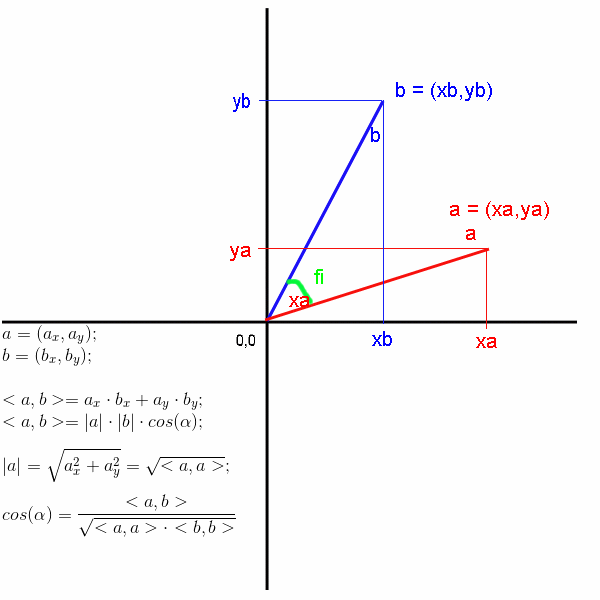 b = (xb,yb)
yb
b
a = (xa,ya)
a
ya
fi
xa
0,0
xb
xa
a = (a_x, a_y);
b = (b_x, b_y);
< a, b >= a_x · b_x + a_y · b_y;
< a, b >= |a| · |b| · cos(α);
|a| = √(a_x^2 + a_y^2) = √(< a, a >);
cos(α) = < a, b > / √(< a, a > · < b, b >)